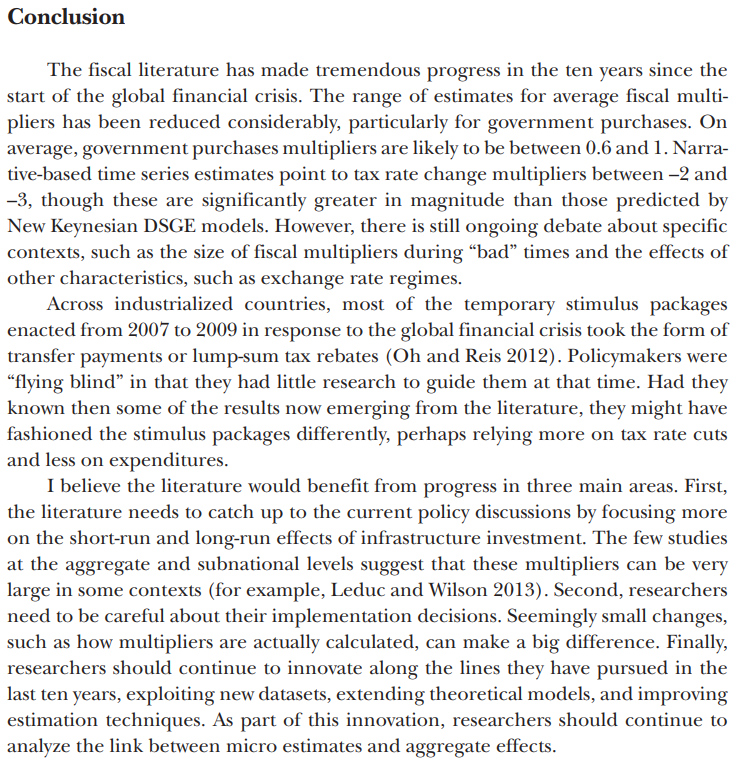 Conclusion
The fiscal literature has made tremendous progress in the ten years since the
start of the global financial crisis. The range of estimates for average fiscal multi-
pliers has been reduced considerably, particularly for government purchases. On
average, government purchases multipliers are likely to be between 0.6 and 1. Narra-
tive-based time series estimates point to tax rate change multipliers between –2 and
–3, though these are significantly greater in magnitude than those predicted by
New Keynesian DSGE models. However, there is still ongoing debate about specific
contexts, such as the size of fiscal multipliers during “bad” times and the effects of
other characteristics, such as exchange rate regimes.
Across industrialized countries, most of the temporary stimulus packages
enacted from 2007 to 2009 in response to the global financial crisis took the form of
transfer payments or lump-sum tax rebates (Oh and Reis 2012). Policymakers were
“flying blind” in that they had little research to guide them at that time. Had they
known then some of the results now emerging from the literature, they might have
fashioned the stimulus packages differently, perhaps relying more on tax rate cuts
and less on expenditures.
I believe the literature would benefit from progress in three main areas. First,
the literature needs to catch up to the current policy discussions by focusing more
on the short-run and long-run effects of infrastructure investment. The few studies
at the aggregate and subnational levels suggest that these multipliers can be very
large in some contexts (for example, Leduc and Wilson 2013). Second, researchers
need to be careful about their implementation decisions. Seemingly small changes,
such as how multipliers are actually calculated, can make a big difference. Finally,
researchers should continue to innovate along the lines they have pursued in the
last ten years, exploiting new datasets, extending theoretical models, and improving
estimation techniques. As part of this innovation, researchers should continue to
analyze the link between micro estimates and aggregate effects.